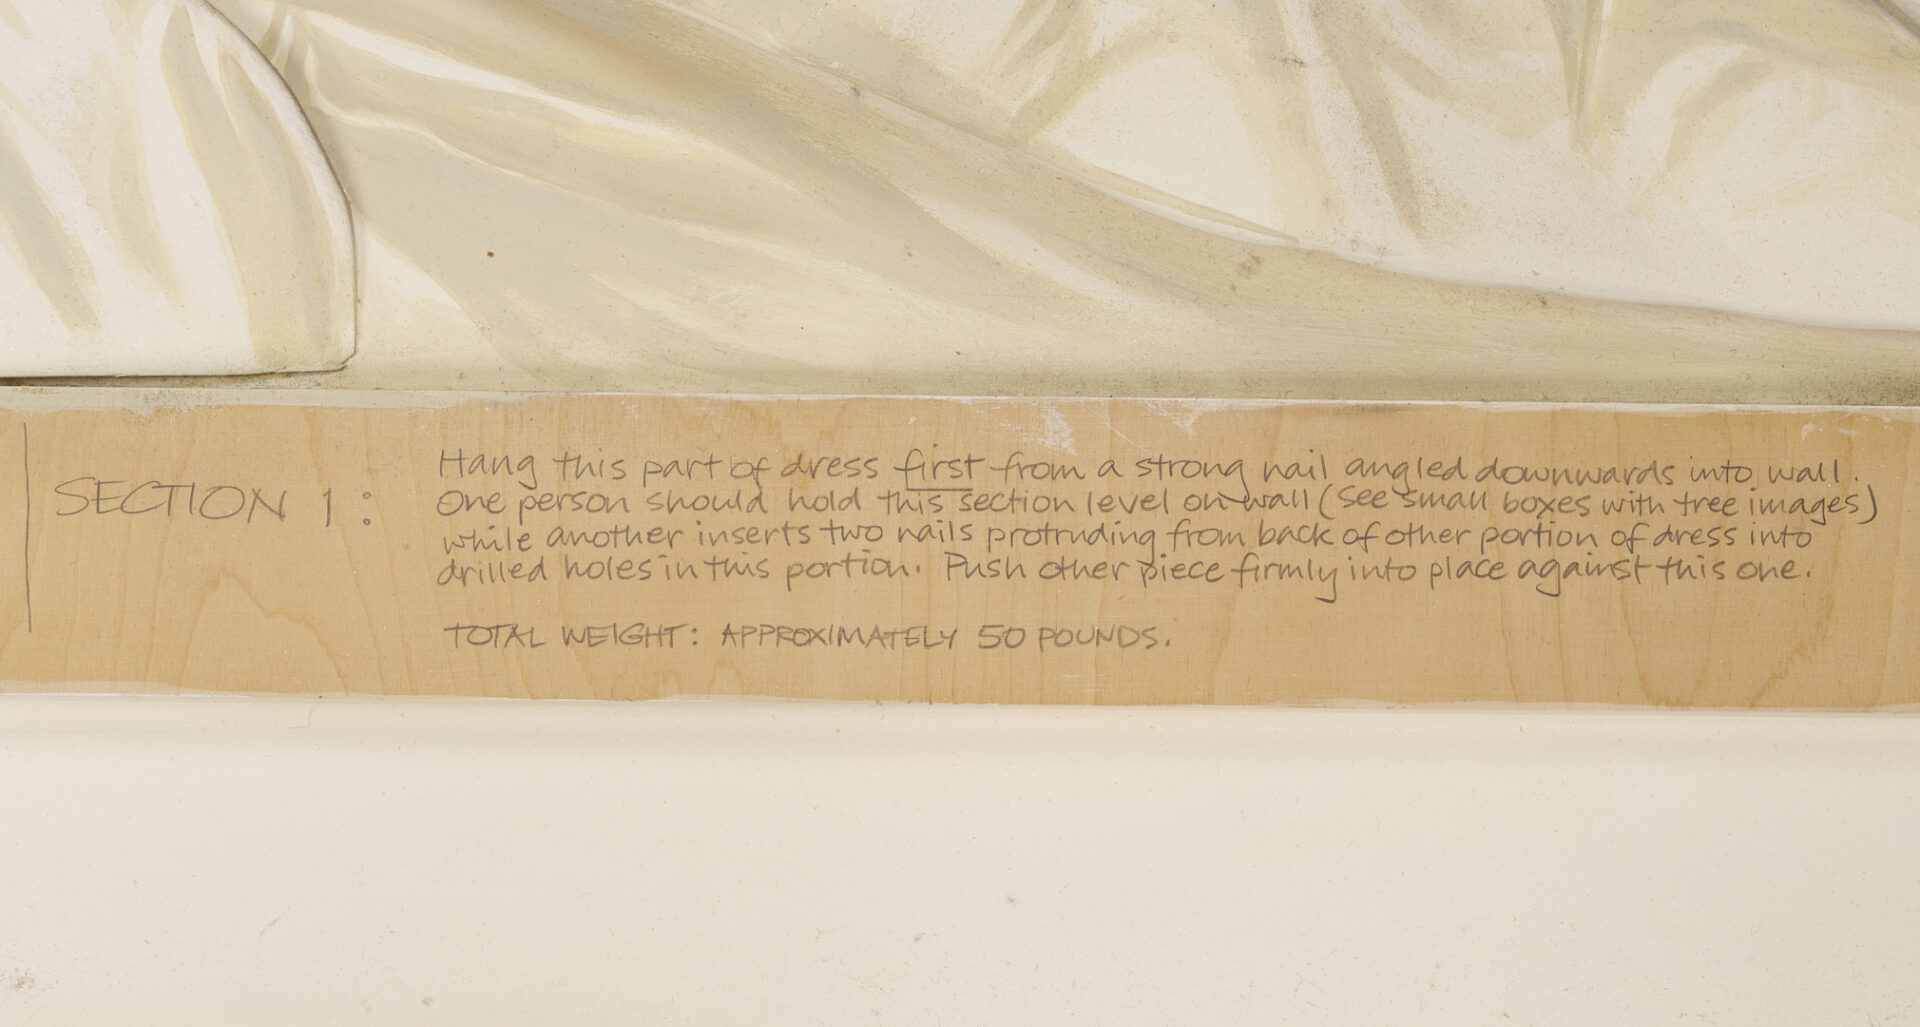 SECTION 1: Hang this part of dress first from a strong nail angled downwards into wall.
One person should hold this section level on wall (see small boxes with tree images)
while another inserts two nails protruding from back of other portion of dress into
drilled holes in this portion. Push other piece firmly into place against this one.
TOTAL WEIGHT: APPROXIMATELY 50 POUNDS.